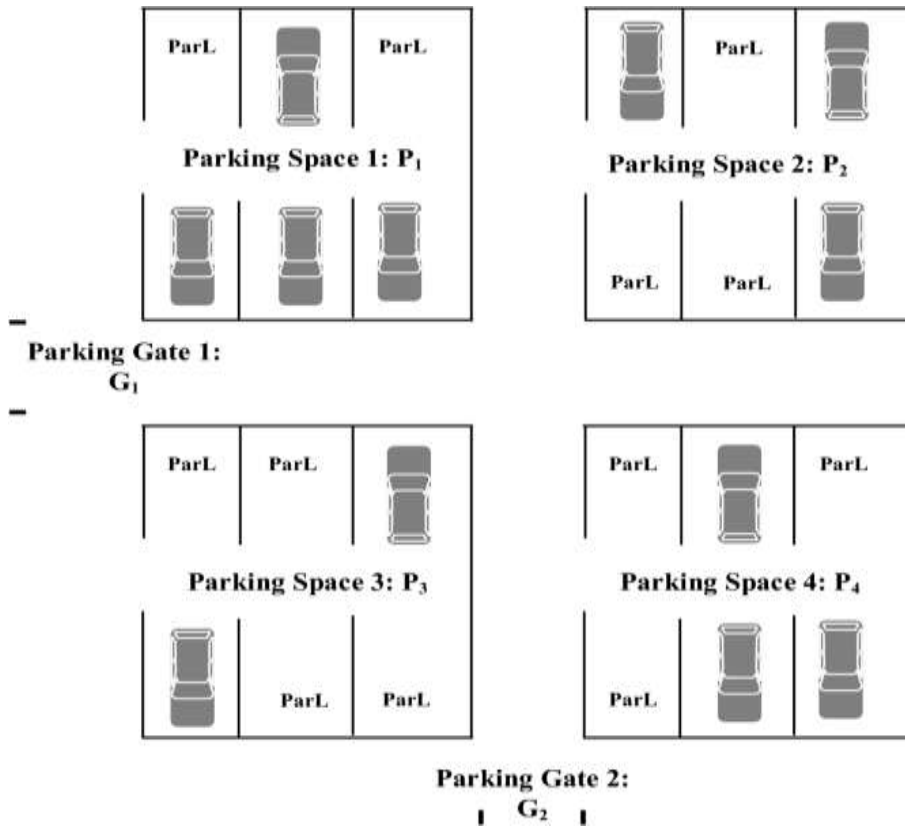 ParL ParL
ParL
Parking Space 1: P₁
Parking Space 2: P₂
ParL ParL
Parking Gate 1:
G₁
ParL ParL
ParL ParL
Parking Space 3: P₃
Parking Space 4: P₄
ParL ParL
ParL
Parking Gate 2:
G₂